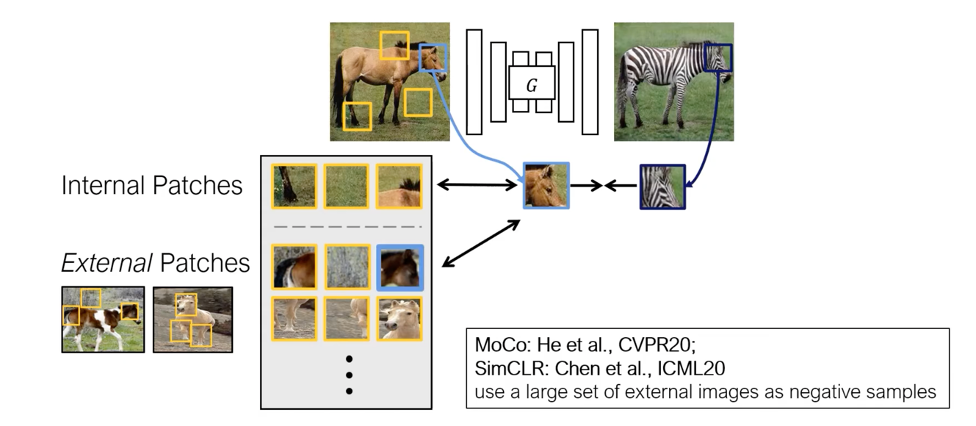 G
Internal Patches
External Patches
MoCo: He et al., CVPR20;
SimCLR: Chen et al., ICML20
use a large set of external images as negative samples